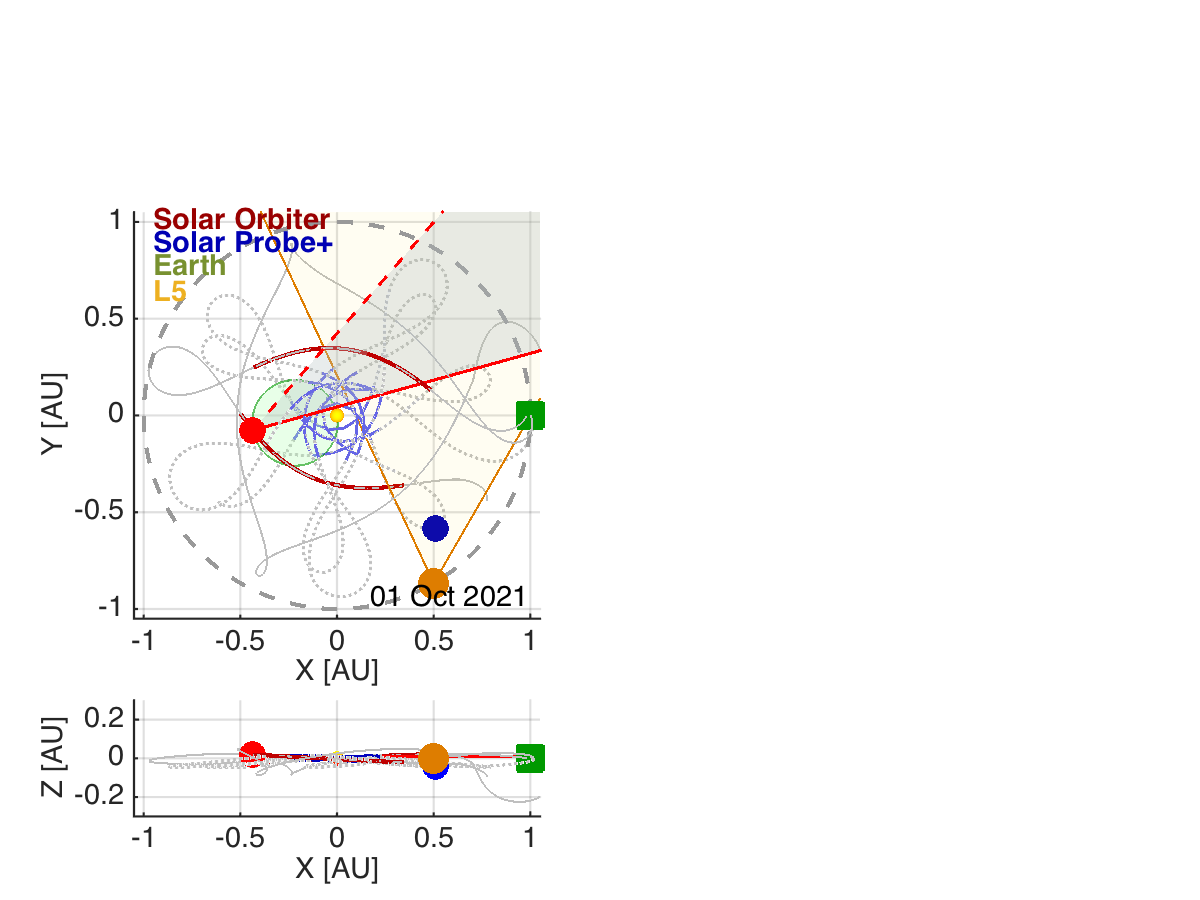 Solar Orbiter
Solar Probe+
Earth
L5
1
0.5
0
-0.5
-1
Y [AU]
01 Oct 2021
-1 -0.5 0 0.5 1
X [AU]
0.2
0
-0.2
Z [AU]
-1 -0.5 0 0.5 1
X [AU]